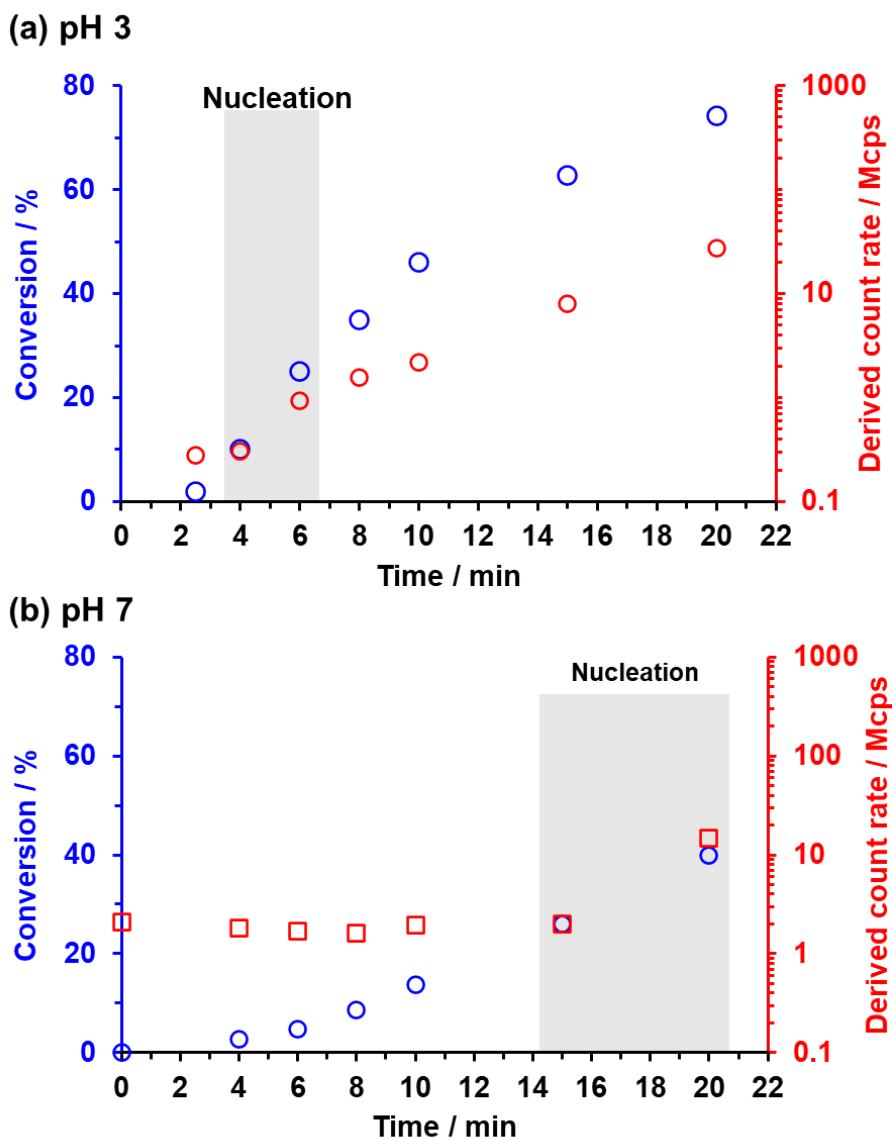 (a) pH 3
Nucleation
80
60
40
20
0
Conversion / %
1000
10
0.1
Derived count rate / Mcps
0 2 4 6 8 10 12 14 16 18 20 22
Time / min
(b) pH 7
Nucleation
80
60
40
20
0
Conversion / %
1000
100
10
1
0.1
Derived count rate / Mcps
0 2 4 6 8 10 12 14 16 18 20 22
Time / min